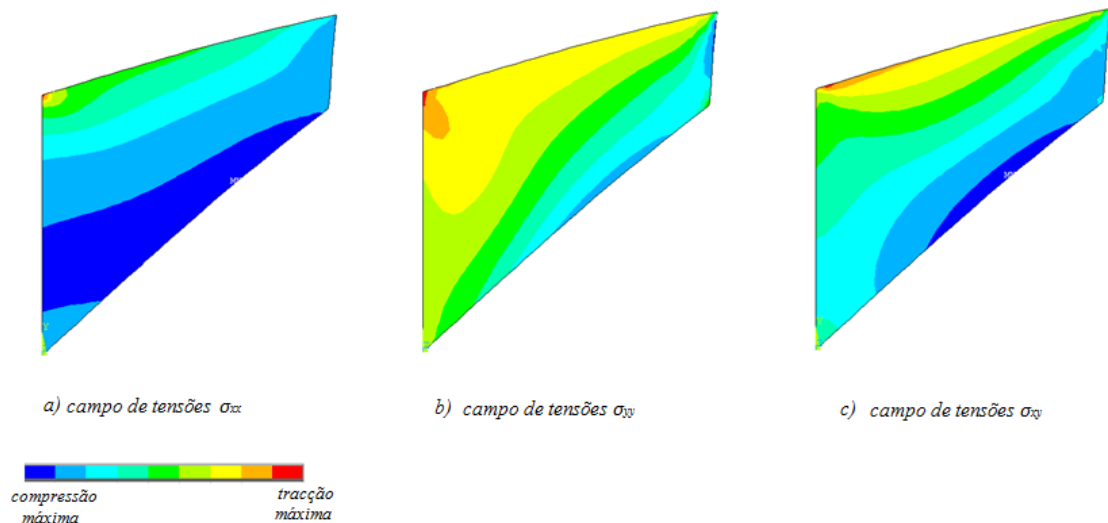 a) campo de tensões σxx
b) campo de tensões σyy
c) campo de tensões σxy
compressão máxima
tracção máxima